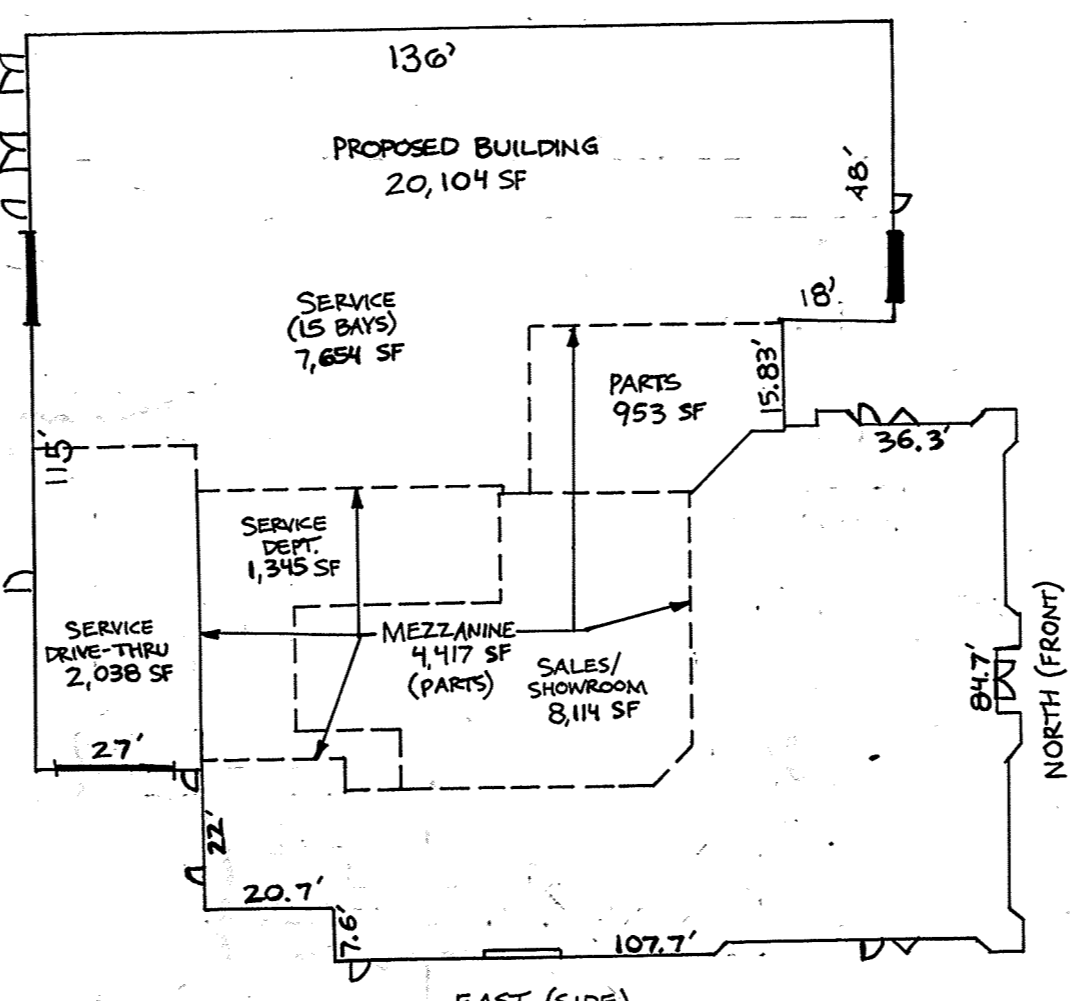 136'
PROPOSED BUILDING
20,104 SF
48'
SERVICE
(15 BAYS)
7,654 SF
18'
15.83'
PARTS
953 SF
36.3'
115'
SERVICE
DEPT.
1,345 SF
SERVICE
DRIVE-THRU
2,038 SF
MEZZANINE
4,417 SF
(PARTS)
SALES/
SHOWROOM
8,114 SF
84.7'
NORTH (FRONT)
27'
22'
20.7'
7.6'
107.7'
EAST (SIDE)